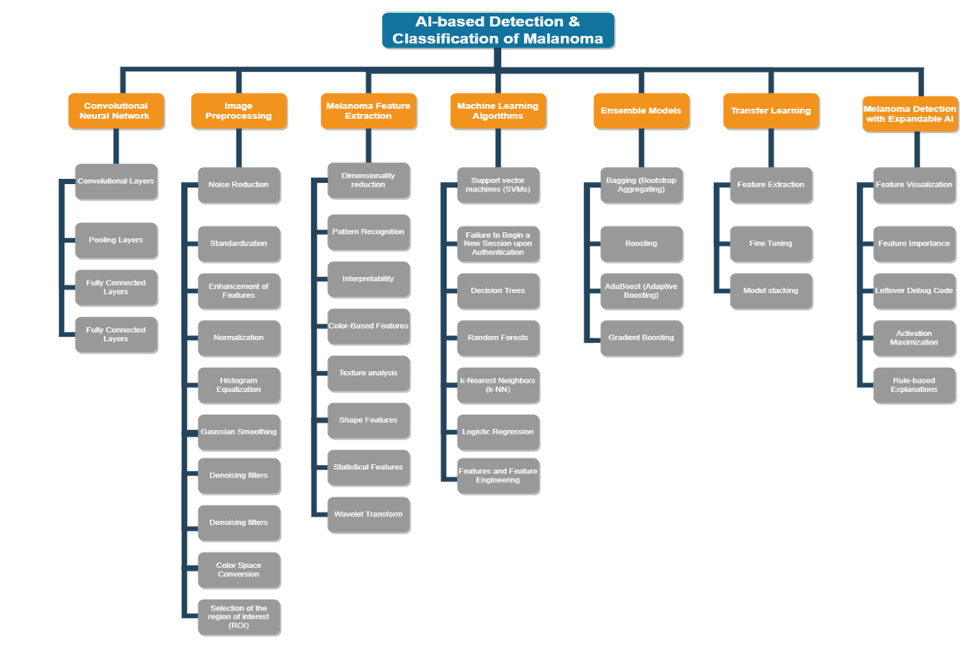 AI-based Detection &
Classification of Malanoma
Convolutional
Neural Network
Convolutional Layers
Pooling Layers
Fully Connected
Layers
Fully Connected
Layers
Image
Preprocessing
Noise Reduction
Standardization
Enhancement of
Features
Normalization
Histogram
Equalization
Gaussian Smoothing
Denoising filters
Denoising filters
Color Space
Conversion
Selection of the
region of interest
(ROI)
Melanoma Feature
Extraction
Dimensionality
reduction
Pattern Recognition
Interpretability
Color-Based Features
Texture analysis
Shape Features
Statistical Features
Wavelet Transform
Machine Learning
Algorithms
Support vector
machines (SVMs)
Failure to Begin a
New Session upon
Authentication
Decision Trees
Random Forests
k-Nearest Neighbors
(k-NN)
Logistic Regression
Features and Feature
Engineering
Ensemble Models
Bagging (Bootstrap
Aggregating)
Boosting
AdaBoost (Adaptive
Boosting)
Gradient Boosting
Transfer Learning
Feature Extraction
Fine Tuning
Model stacking
Melanoma Detection
with Expandable AI
Feature Visualization
Feature Importance
Leftover Debug Code
Activation
Maximization
Rule-based
Explanations